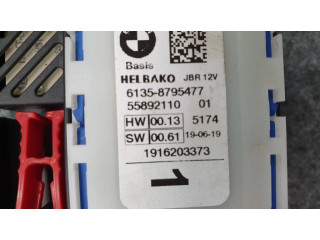 Basis
HELBAKO JBR 12V
6135-8795477
55892110 01
HW 00.13 5174
SW 00.61 19-06-19
1916203373
1